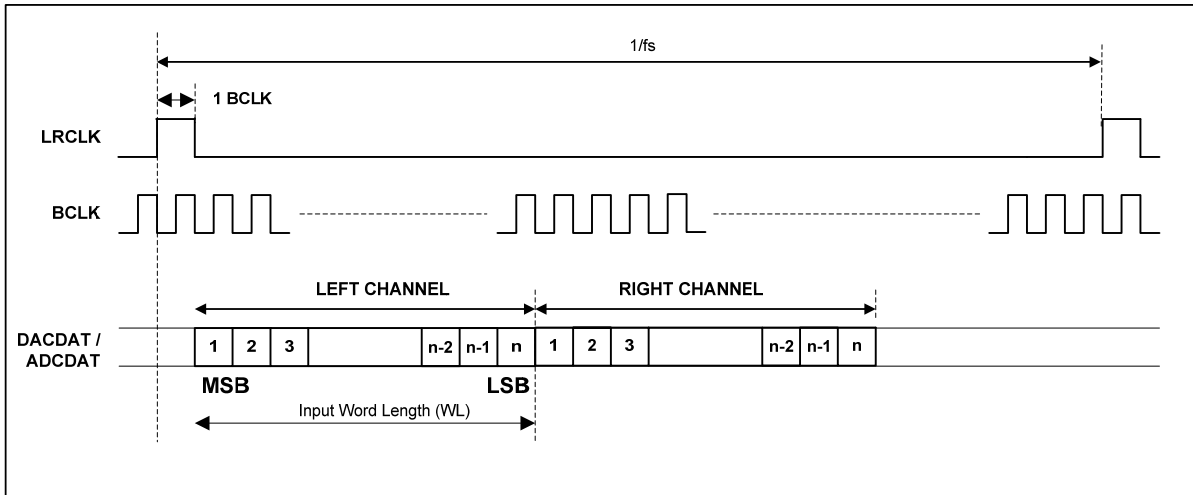 1/fs
1 BCLK
LRCLK
BCLK
LEFT CHANNEL
RIGHT CHANNEL
DACDAT /
ADCDAT
1 2 3 n-2 n-1 n 1 2 3 n-2 n-1 n
MSB
LSB
Input Word Length (WL)